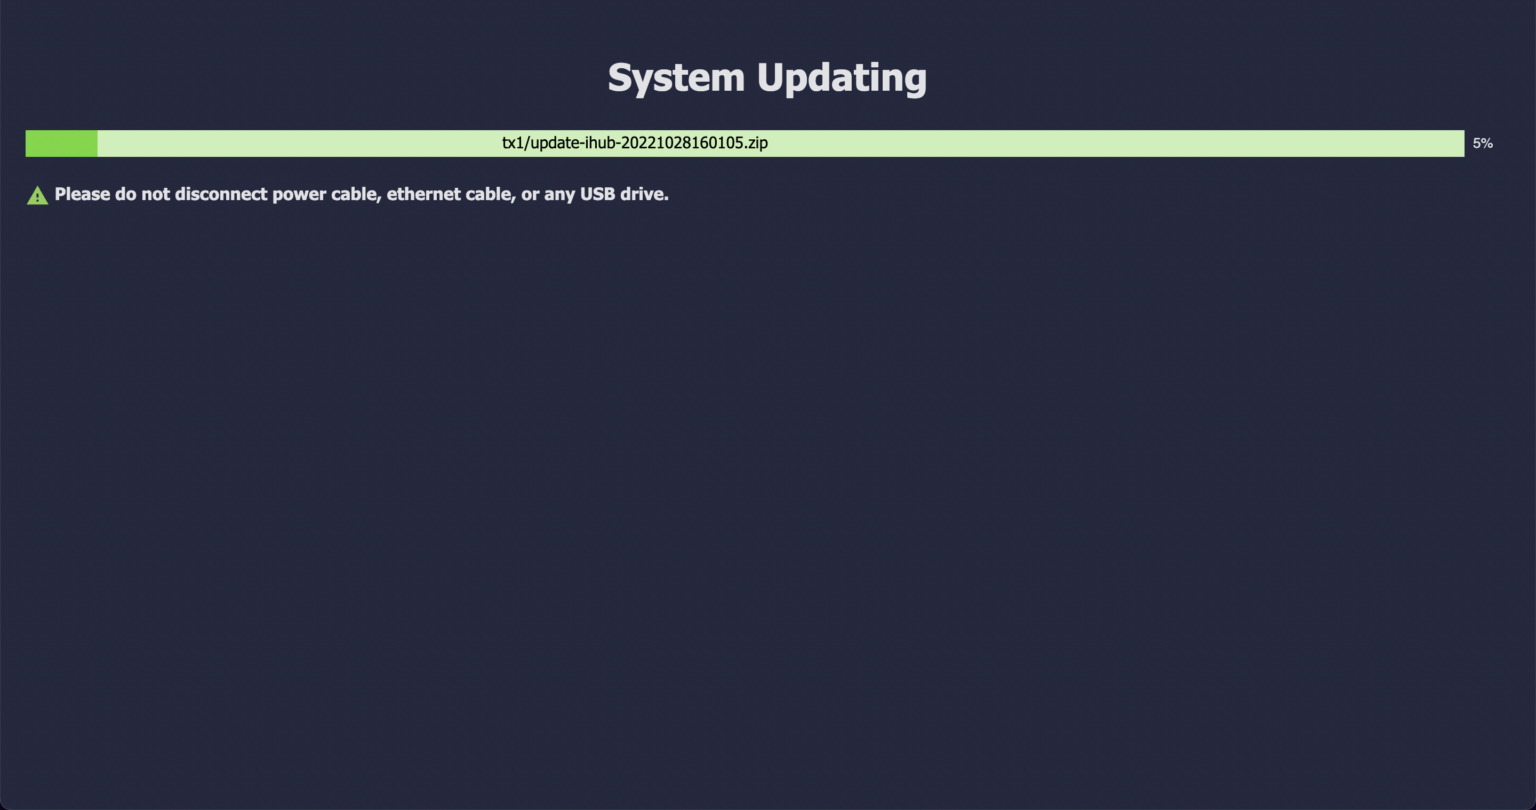 System Updating
tx1/update-ihub-20221028160105.zip 5%
Please do not disconnect power cable, ethernet cable, or any USB drive.